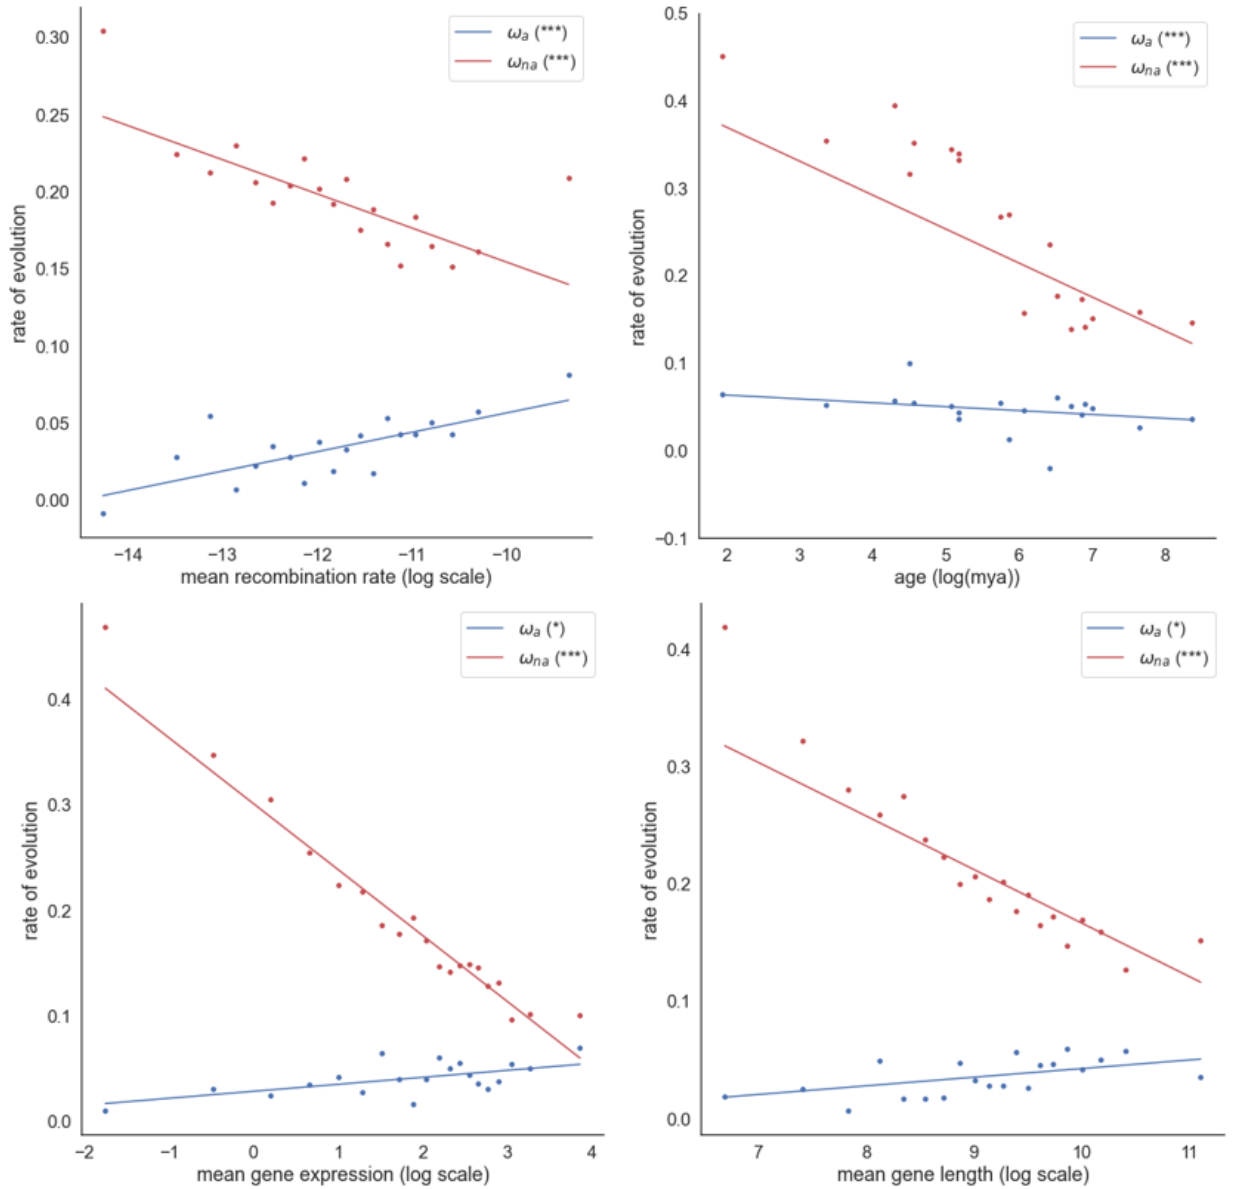 0.30
0.25
0.20
0.15
0.10
0.05
0.00
rate of evolution
ωa (***)
ωna (***)
−14 −13 −12 −11 −10
mean recombination rate (log scale)
0.5
0.4
0.3
0.2
0.1
0.0
−0.1
rate of evolution
ωa (***)
ωna (***)
2 3 4 5 6 7 8
age (log(mya))
0.4
0.3
0.2
0.1
0.0
rate of evolution
ωa (*)
ωna (***)
−2 −1 0 1 2 3 4
mean gene expression (log scale)
0.4
0.3
0.2
0.1
0.0
rate of evolution
ωa (*)
ωna (***)
7 8 9 10 11
mean gene length (log scale)